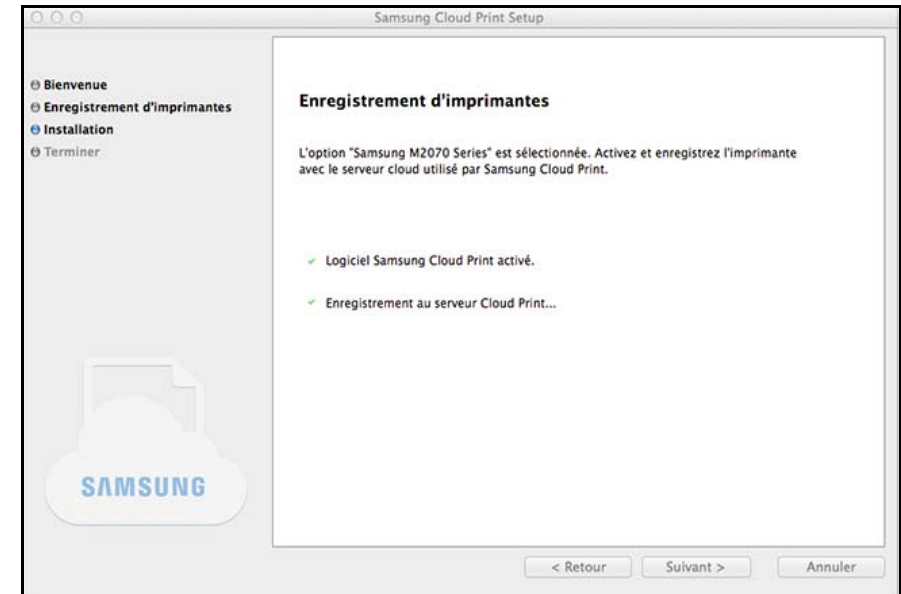 Samsung Cloud Print Setup
Bienvenue
Enregistrement d'imprimantes
Installation
Terminer
SAMSUNG
Enregistrement d'imprimantes
L'option "Samsung M2070 Series" est sélectionnée. Activez et enregistrez l'imprimante
avec le serveur cloud utilisé par Samsung Cloud Print.
Logiciel Samsung Cloud Print activé.
Enregistrement au serveur Cloud Print...
< Retour
Suivant >
Annuler